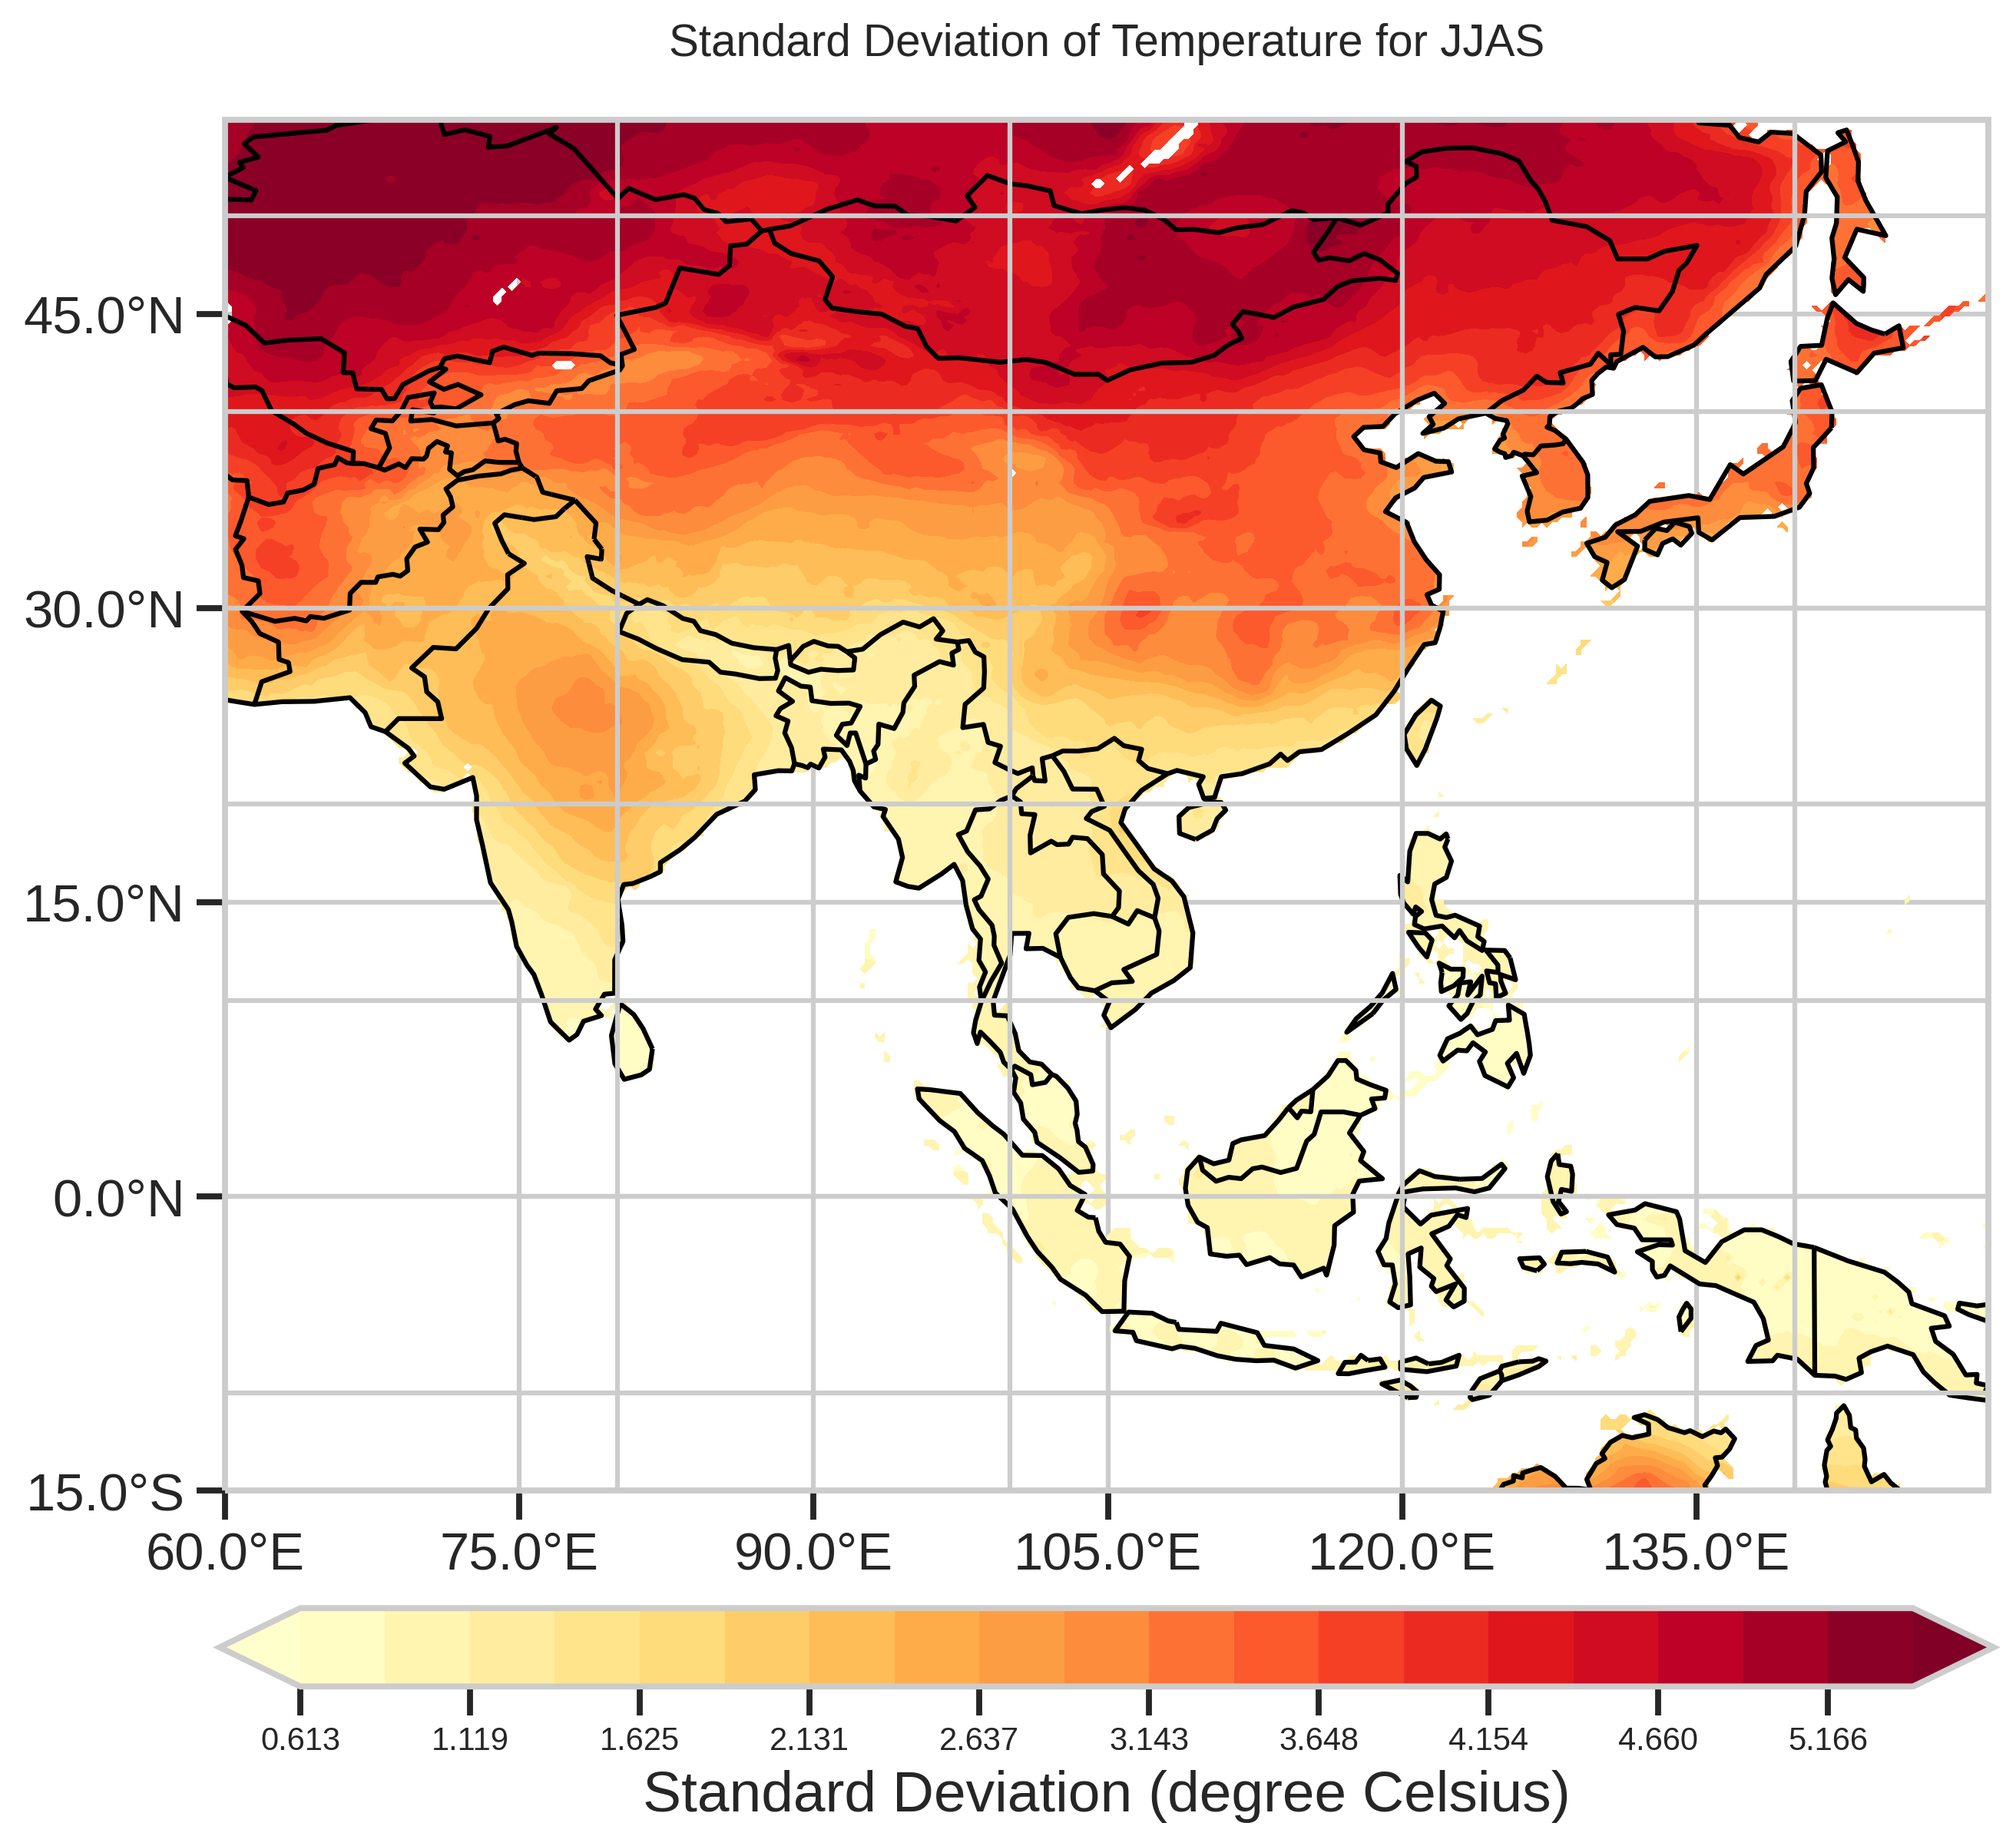 Standard Deviation of Temperature for JJAS
45.0°N
30.0°N
15.0°N
0.0°N
15.0°S
60.0°E 75.0°E 90.0°E 105.0°E 120.0°E 135.0°E
0.613 1.119 1.625 2.131 2.637 3.143 3.648 4.154 4.660 5.166
Standard Deviation (degree Celsius)